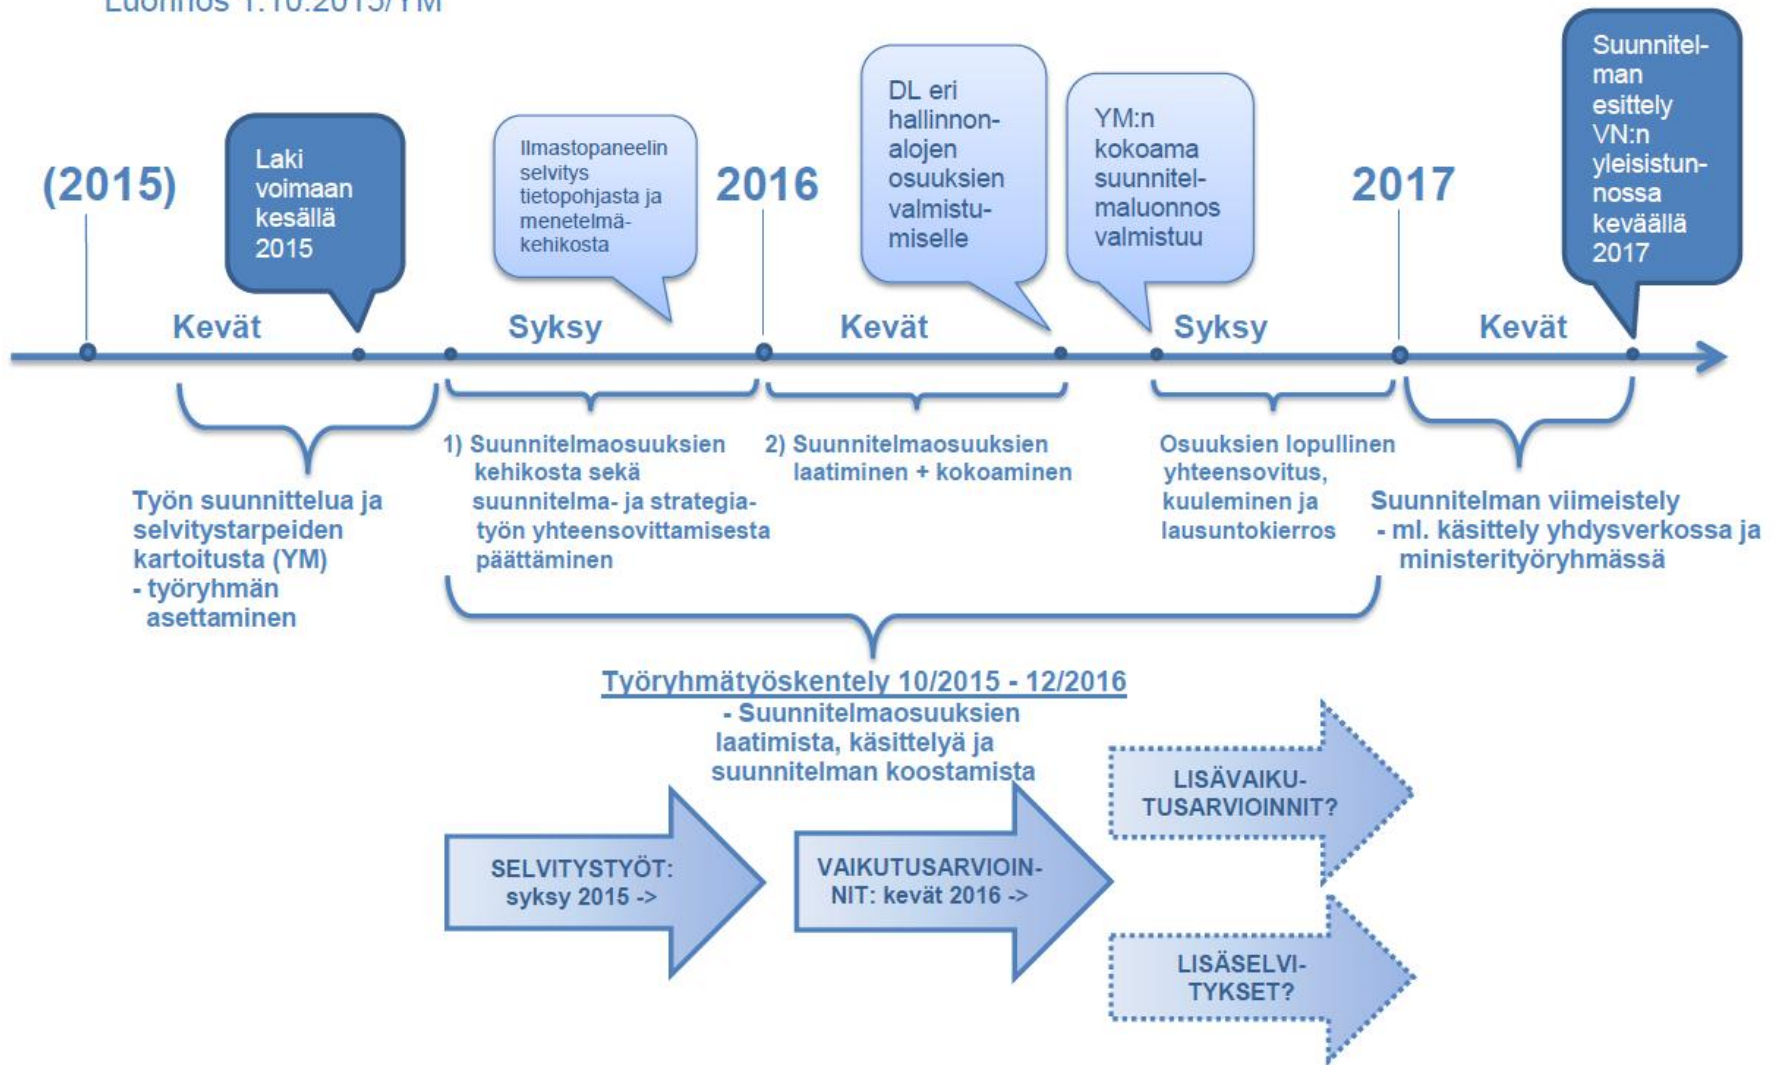 Luonnos 1.10.2015/YM
(2015)
Laki
voimaan
kesällä
2015
Ilmastopaneelin
selvitys
tietopohjasta ja
menetelmä-
kehikosta
2016
DL eri
hallinnon-
alojen
osuuksien
valmistu-
miselle
YM:n
kokoama
suunnitel-
maluonnos
valmistuu
2017
Suunnitel-
man
esittely
VN:n
yleisistun-
nossa
keväällä
2017
Kevät
Syksy
Kevät
Syksy
Kevät
Työn suunnittelua ja
selvitystarpeiden
kartoitusta (YM)
- työryhmän
asettaminen
1) Suunnitelmaosuuksien
kehikosta sekä
suunnitelma- ja strategia-
työn yhteensovittamisesta
päättäminen
2) Suunnitelmaosuuksien
laatiminen + kokoaminen
Osuuksien lopullinen
yhteensovitus,
kuuleminen ja
lausuntokierros
Suunnitelman viimeistely
- ml. käsittely yhdysverkossa ja
ministerityöryhmässä
Työryhmätyöskentely 10/2015 - 12/2016
- Suunnitelmaosuuksien
laatimista, käsittelyä ja
suunnitelman koostamista
SELVITYSTYÖT:
syksy 2015 ->
VAIKUTUSARVIOIN-
NIT: kevät 2016 ->
LISÄVAIKU-
TUSARVIOINNIT?
LISÄSELVI-
TYKSET?